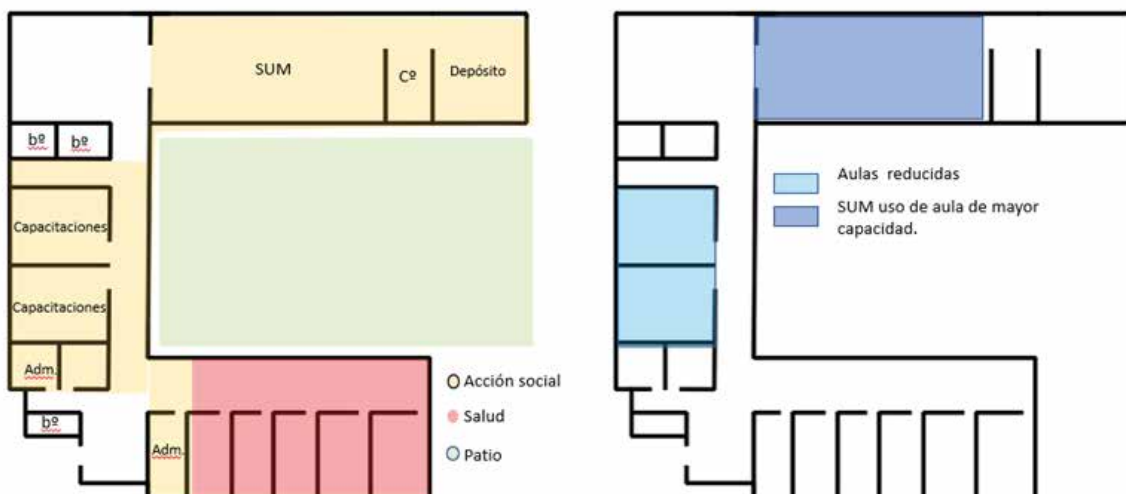 SUM
Cº
Depósito
bº
bº
Capacitaciones
Capacitaciones
Adm.
bº
Adm.
Acción social
Salud
Patio
Aulas reducidas
SUM uso de aula de mayor
capacidad.